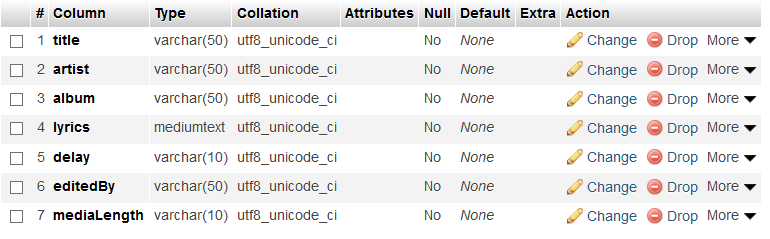 # Column Type Collation Attributes Null Default Extra Action
1 title varchar(50) utf8_unicode_ci No None Change Drop More
2 artist varchar(50) utf8_unicode_ci No None Change Drop More
3 album varchar(50) utf8_unicode_ci No None Change Drop More
4 lyrics mediumtext utf8_unicode_ci No None Change Drop More
5 delay varchar(10) utf8_unicode_ci No None Change Drop More
6 editedBy varchar(50) utf8_unicode_ci No None Change Drop More
7 mediaLength varchar(10) utf8_unicode_ci No None Change Drop More